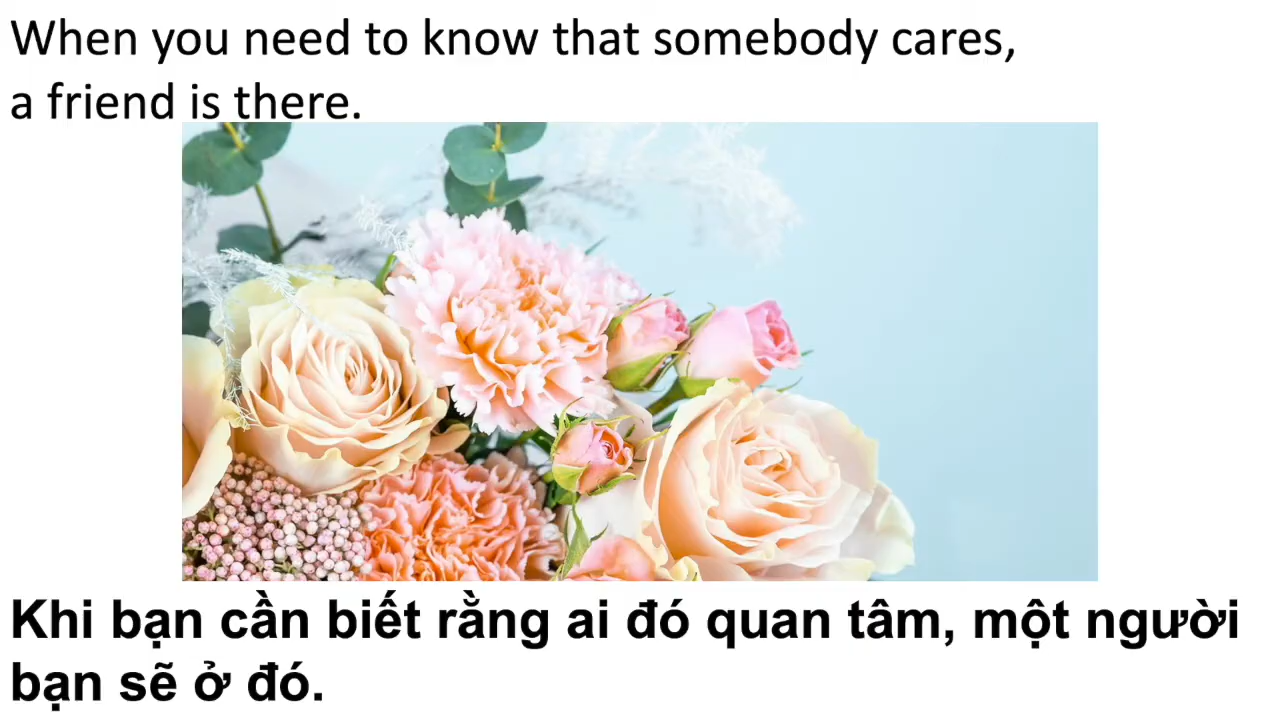 When you need to know that somebody cares,
a friend is there.
Khi bạn cần biết rằng ai đó quan tâm, một người
bạn sẽ ở đó.